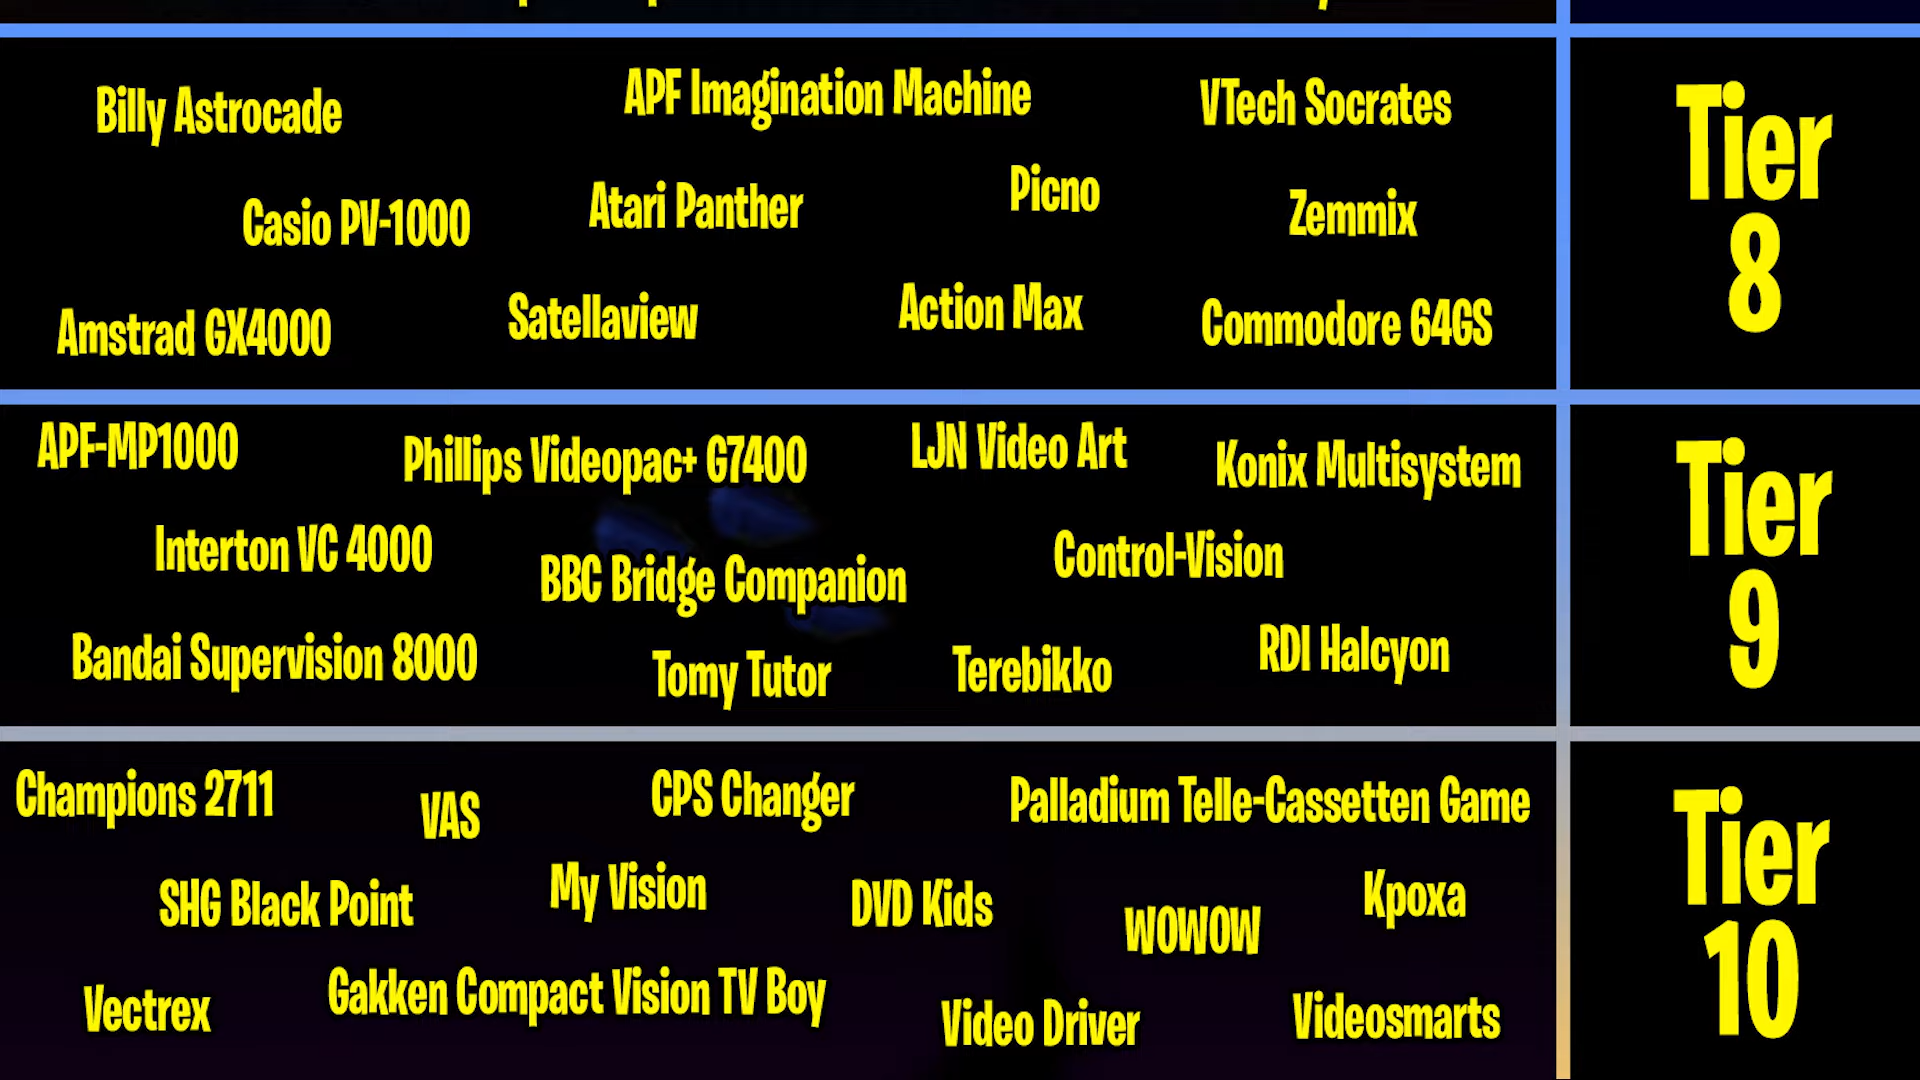 Billy Astrocade
APF Imagination Machine
VTech Socrates
Casio PV-1000
Atari Panther
Picno
Zemmix
Amstrad GX4000
Satellaview
Action Max
Commodore 64GS
Tier
8
APF-MP1000
Phillips Videopac+ G7400
LJN Video Art
Konix Multisystem
Interton VC 4000
BBC Bridge Companion
Control-Vision
Bandai Supervision 8000
Tomy Tutor
Terebikko
RDI Halcyon
Tier
9
Champions 2711
VAS
CPS Changer
Palladium Telle-Cassetten Game
SHG Black Point
My Vision
DVD Kids
WOWOW
Kpoxa
Vectrex
Gakken Compact Vision TV Boy
Video Driver
Videosmarts
Tier
10